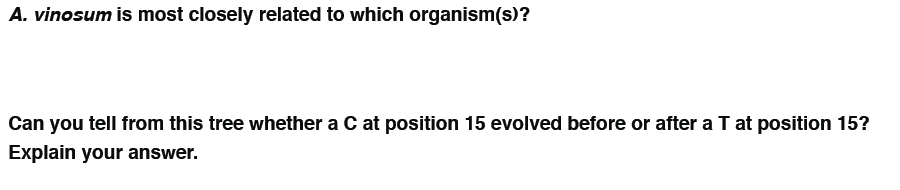 A. vinosum is most closely related to which organism(s)?
Can you tell from this tree whether a C at position 15 evolved before or after a T at position 15?
Explain your answer.